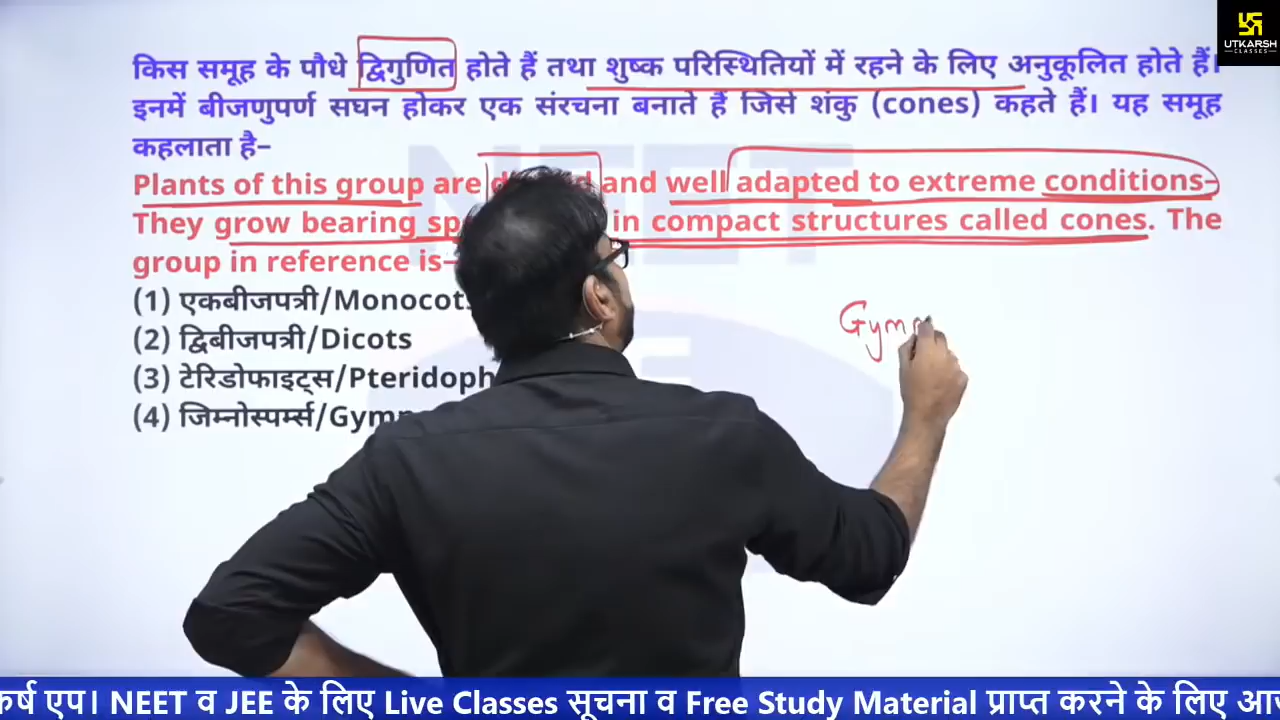 UTKARSH
CLASSES
किस समूह के पौधे द्विगुणित होते हैं तथा शुष्क परिस्थितियों में रहने के लिए अनुकूलित होते हैं।
इनमें बीजणुपर्ण सघन होकर एक संरचना बनाते हैं जिसे शंकु (cones) कहते हैं। यह समूह
कहलाता है–
Plants of this group are and well adapted to extreme conditions-
They grow bearing in compact structures called cones. The
group in reference is–
(1) एकबीजपत्री/Monocots
(2) द्विबीजपत्री/Dicots
(3) टेरिडोफाइट्स/Pteridoph
(4) जिम्नोस्पर्म्स/Gymn
Gymn
NEET व JEE के लिए Live Classes सूचना व Free Study Material प्राप्त करने के लिए